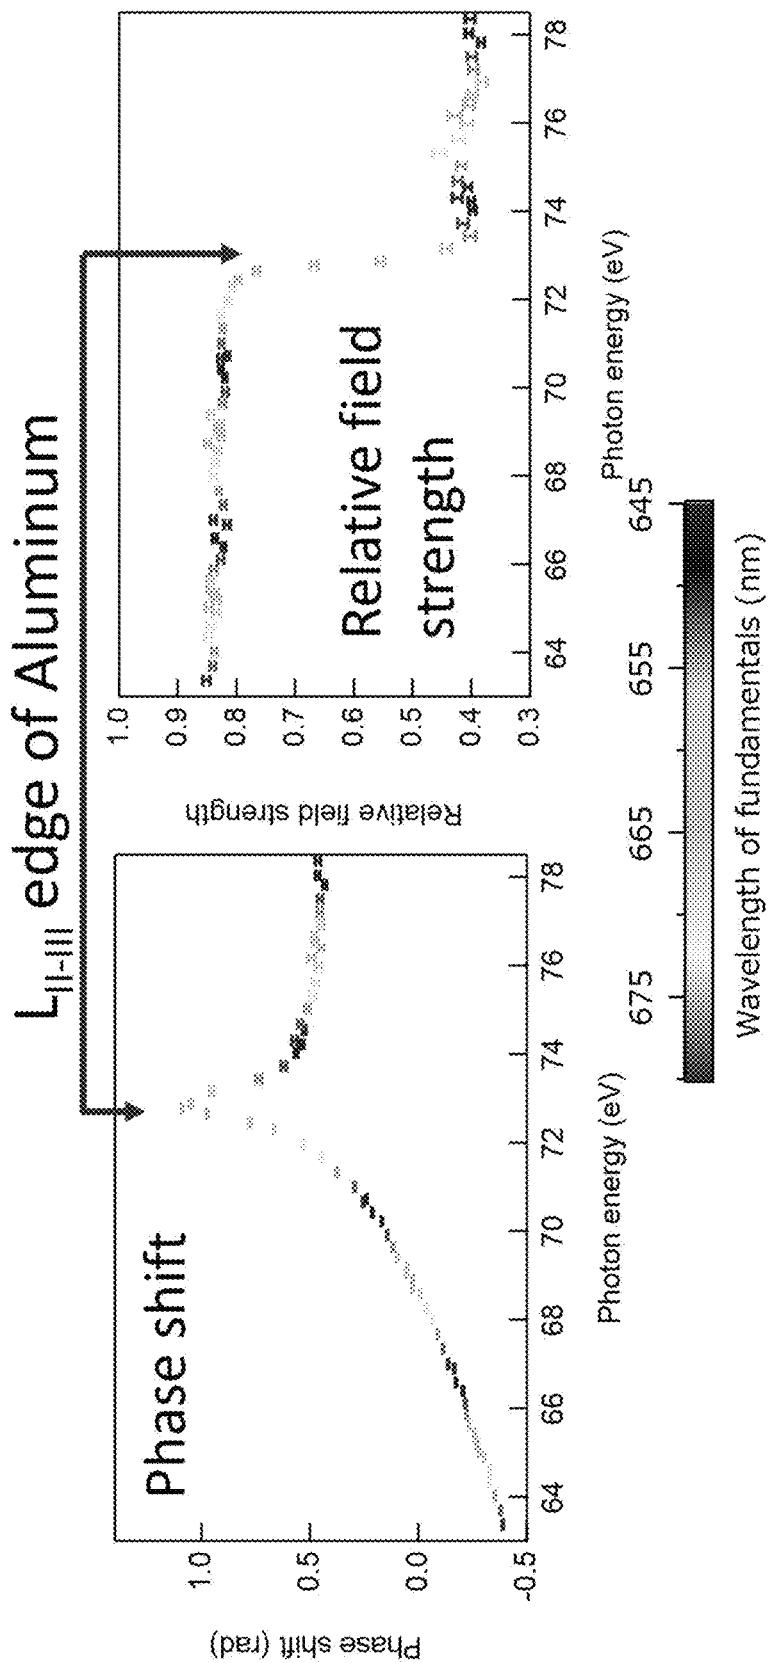 L_II-III edge of Aluminum
Phase shift
Phase shift (rad)
1.0
0.5
0.0
-0.5
64 66 68 70 72 74 76 78
Photon energy (eV)
Relative field
strength
Relative field strength
1.0
0.9
0.8
0.7
0.6
0.5
0.4
0.3
64 66 68 70 72 74 76 78
Photon energy (eV)
675 665 655 645
Wavelength of fundamentals (nm)